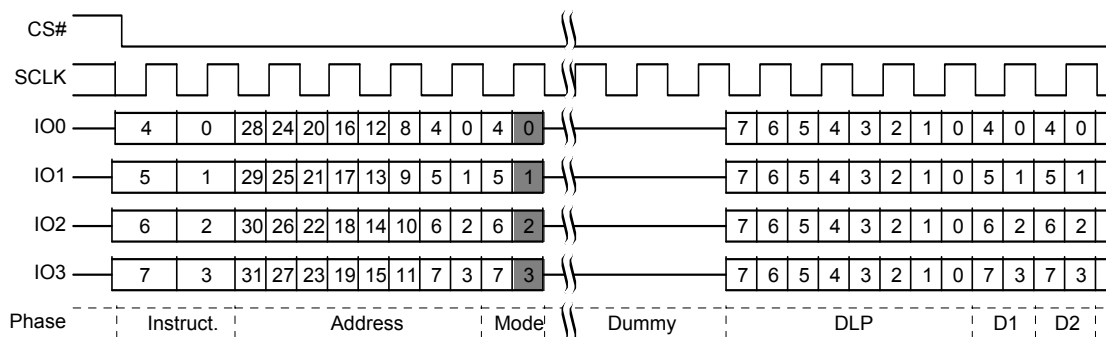 CS#
SCLK
IO0 4 0 28 24 20 16 12 8 4 0 4 0 7 6 5 4 3 2 1 0 4 0 4 0
IO1 5 1 29 25 21 17 13 9 5 1 5 1 7 6 5 4 3 2 1 0 5 1 5 1
IO2 6 2 30 26 22 18 14 10 6 2 6 2 7 6 5 4 3 2 1 0 6 2 6 2
IO3 7 3 31 27 23 19 15 11 7 3 7 3 7 6 5 4 3 2 1 0 7 3 7 3
Phase Instruct. Address Mode Dummy DLP D1 D2